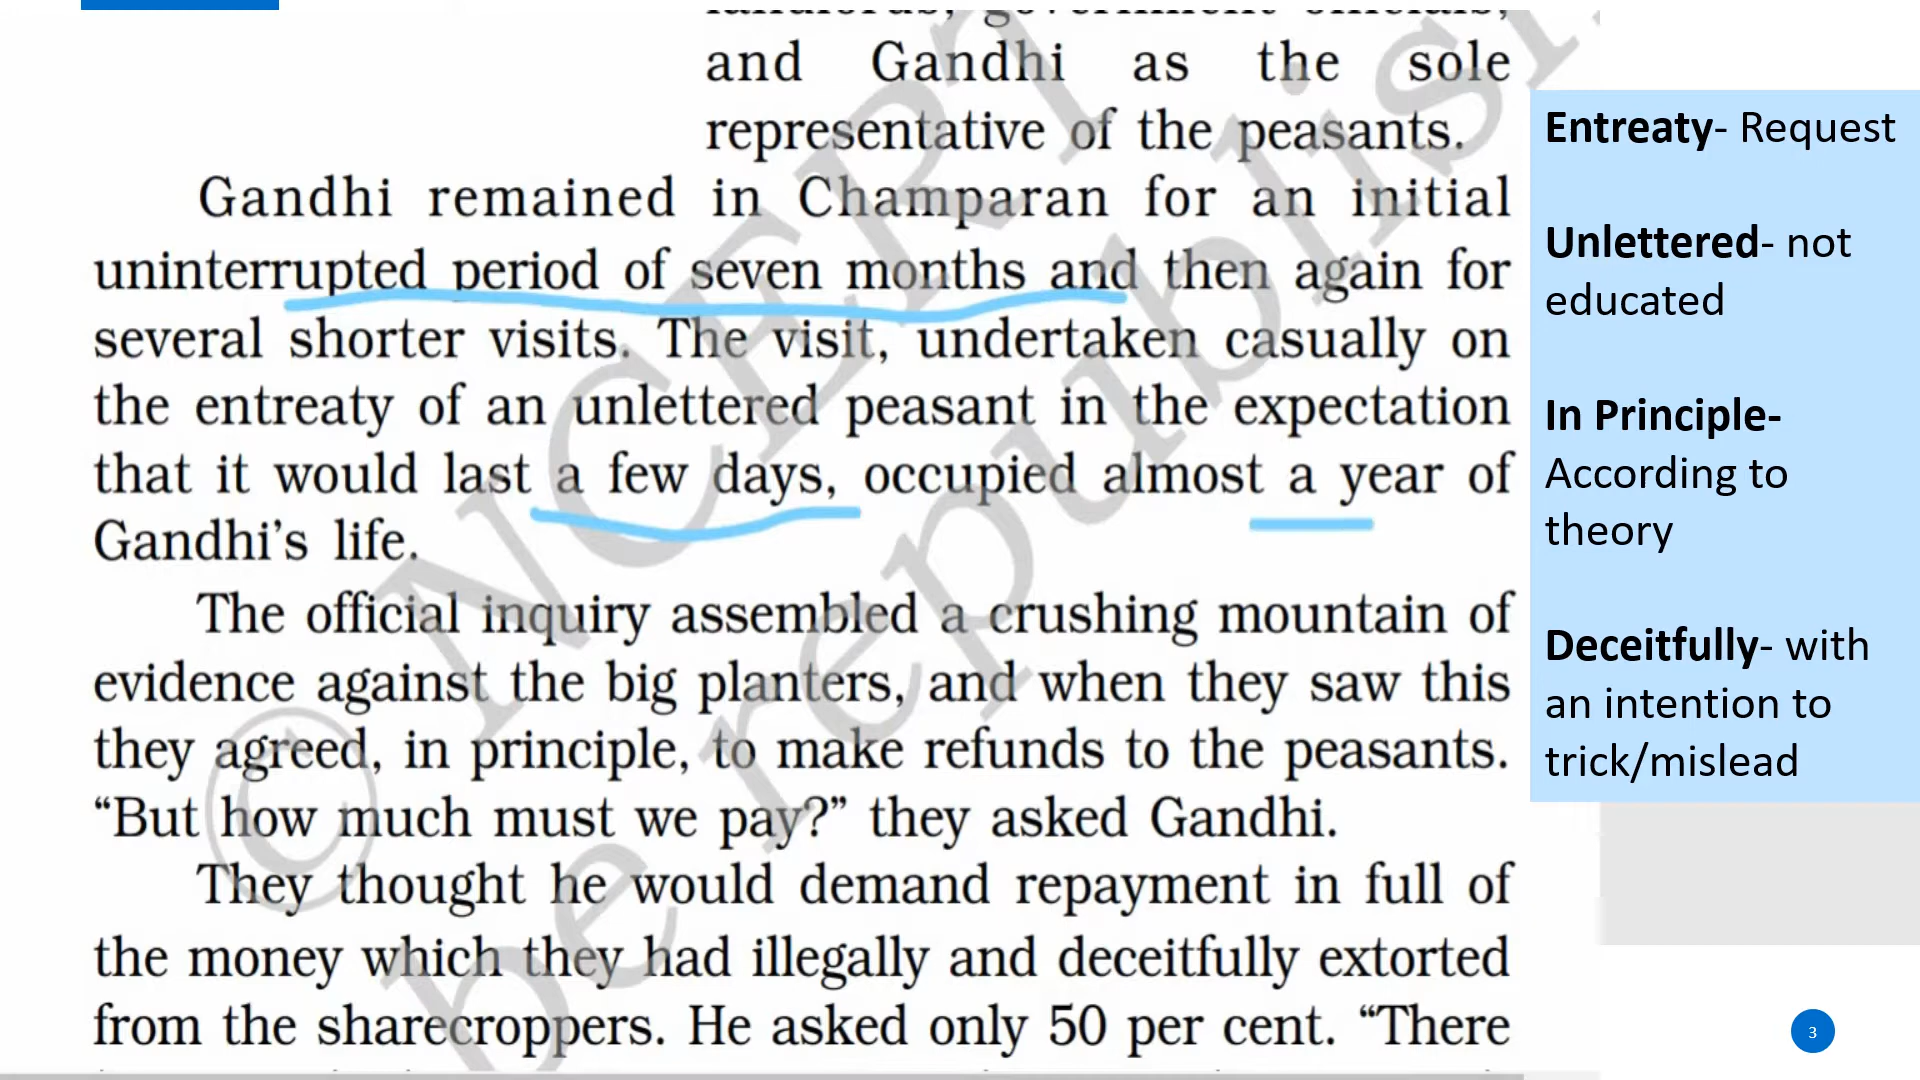 landlords, government officials,
and Gandhi as the sole
representative of the peasants.
Gandhi remained in Champaran for an initial
uninterrupted period of seven months and then again for
several shorter visits. The visit, undertaken casually on
the entreaty of an unlettered peasant in the expectation
that it would last a few days, occupied almost a year of
Gandhi’s life.
The official inquiry assembled a crushing mountain of
evidence against the big planters, and when they saw this
they agreed, in principle, to make refunds to the peasants.
“But how much must we pay?” they asked Gandhi.
They thought he would demand repayment in full of
the money which they had illegally and deceitfully extorted
from the sharecroppers. He asked only 50 per cent. “There
© NCERT
be republish
Entreaty- Request
Unlettered- not
educated
In Principle-
According to
theory
Deceitfully- with
an intention to
trick/mislead
3